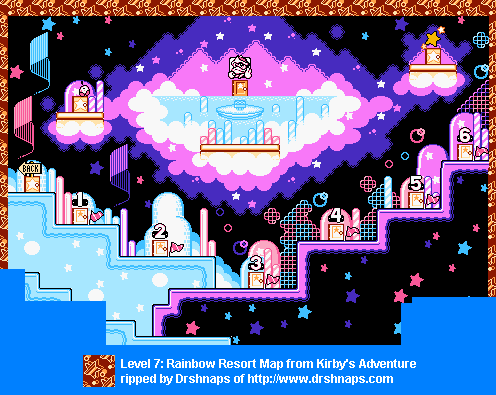 BACK
1
2
3
4
5
6
Level 7: Rainbow Resort Map from Kirby's Adventure
ripped by Drshnaps of http://www.drshnaps.com